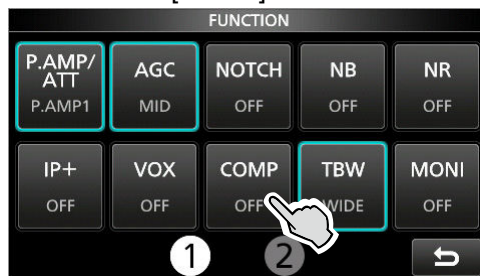 FUNCTION
P.AMP/ATT AGC NOTCH NB NR
P.AMP1 MID OFF OFF OFF
IP+ VOX COMP TBW MONI
OFF OFF OFF WIDE OFF
1 2